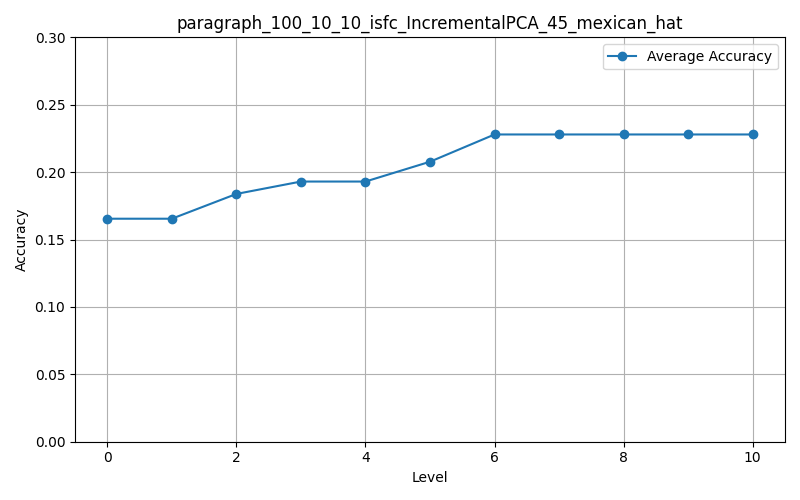 paragraph_100_10_10_isfc_IncrementalPCA_45_mexican_hat
Average Accuracy
0.30
0.25
0.20
0.15
0.10
0.05
0.00
Accuracy
0 2 4 6 8 10
Level